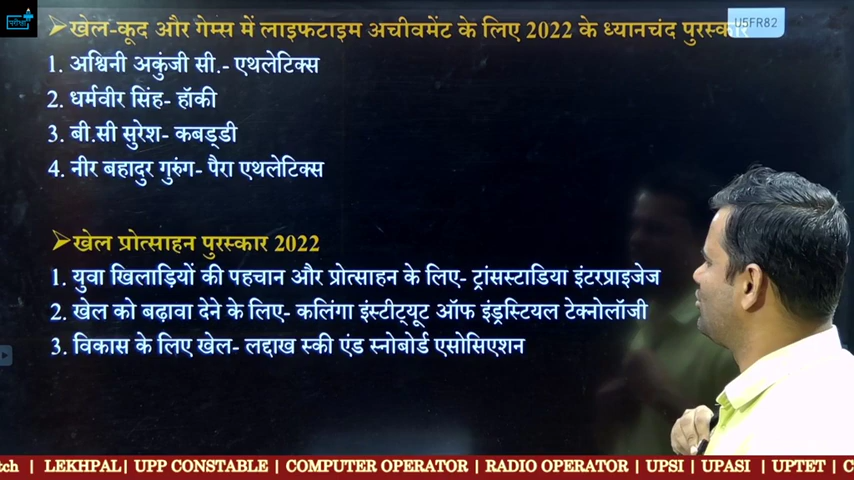 परीक्षा
➤खेल-कूद और गेम्स में लाइफटाइम अचीवमेंट के लिए 2022 के ध्यानचंद पुरस्कार
U5FR82
1. अश्विनी अकुंजी सी.- एथलेटिक्स
2. धर्मवीर सिंह- हॉकी
3. बी.सी सुरेश- कबड्डी
4. नीर बहादुर गुरुंग- पैरा एथलेटिक्स
➤खेल प्रोत्साहन पुरस्कार 2022
1. युवा खिलाड़ियों की पहचान और प्रोत्साहन के लिए- ट्रांसस्टाडिया इंटरप्राइजेज
2. खेल को बढ़ावा देने के लिए- कलिंगा इंस्टीट्यूट ऑफ इंड्रस्टियल टेक्नोलॉजी
3. विकास के लिए खेल- लद्दाख स्की एंड स्नोबोर्ड एसोसिएशन
tch | LEKHPAL| UPP CONSTABLE | COMPUTER OPERATOR | RADIO OPERATOR | UPSI | UPASI | UPTET | C